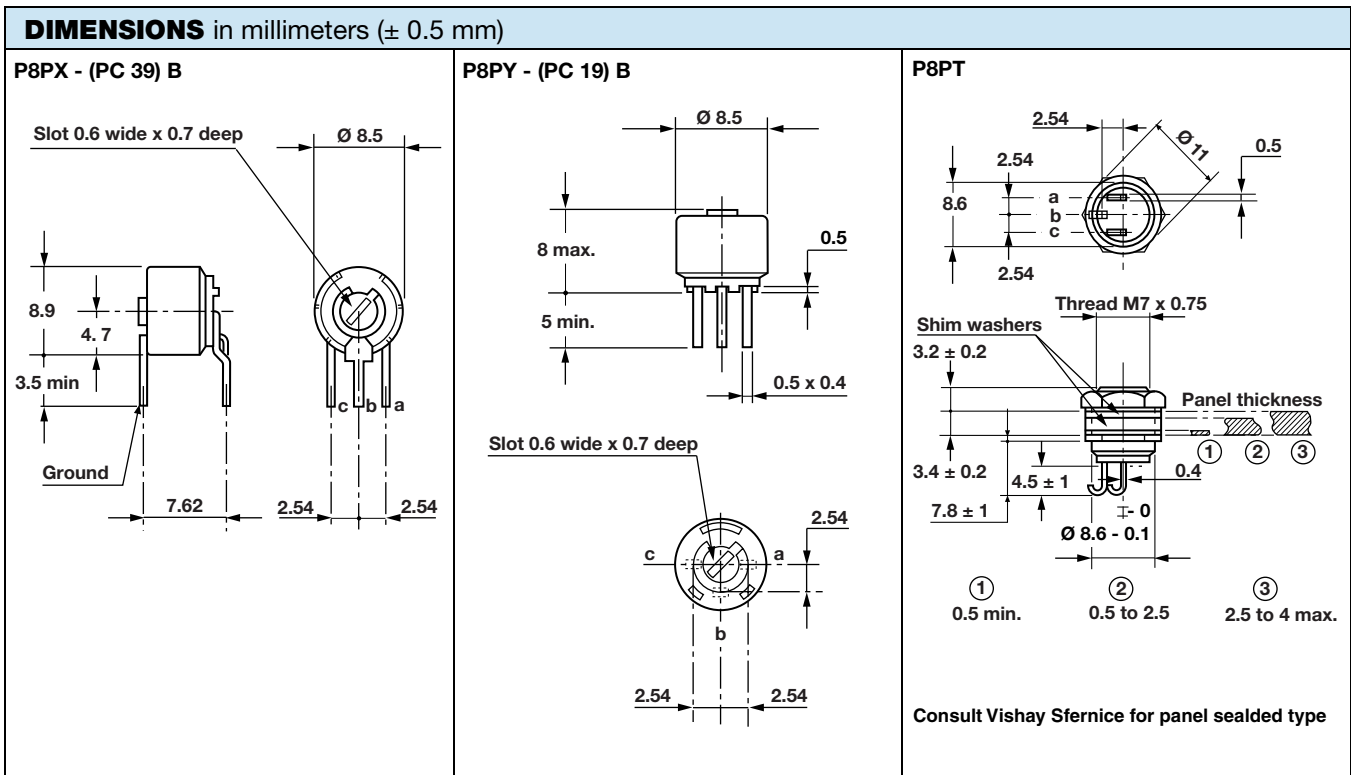 DIMENSIONS in millimeters (± 0.5 mm)
P8PX - (PC 39) B
Slot 0.6 wide x 0.7 deep
Ø 8.5
8.9
4. 7
3.5 min
c b a
Ground
7.62
2.54
2.54
P8PY - (PC 19) B
Ø 8.5
8 max.
0.5
5 min.
0.5 x 0.4
Slot 0.6 wide x 0.7 deep
2.54
c
a
b
2.54
2.54
P8PT
2.54
Ø 11
0.5
2.54
8.6
a
b
c
2.54
Thread M7 x 0.75
Shim washers
3.2 ± 0.2
Panel thickness
1 2 3
3.4 ± 0.2
4.5 ± 1
0.4
7.8 ± 1
- 0
Ø 8.6 - 0.1
1
0.5 min.
2
0.5 to 2.5
3
2.5 to 4 max.
Consult Vishay Sfernice for panel sealded type